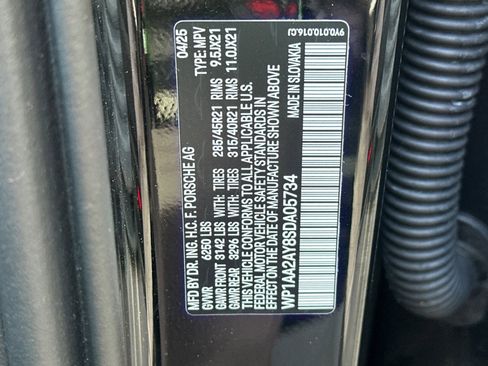 MFD BY DR. ING. H.C. F. PORSCHE AG 04/25
GVWR 6250 LBS TYPE: MPV
GAWR FRONT 3142 LBS WITH TIRES 285/45R21 RIMS 9.5JX21
GAWR REAR 3296 LBS WITH TIRES 315/40R21 RIMS 11.0JX21
THIS VEHICLE CONFORMS TO ALL APPLICABLE U.S.
FEDERAL MOTOR VEHICLE SAFETY STANDARDS IN
EFFECT ON THE DATE OF MANUFACTURE SHOWN ABOVE
WP1AA2AY8SDA05734 MADE IN SLOVAKIA
9Y0.010.016.Q